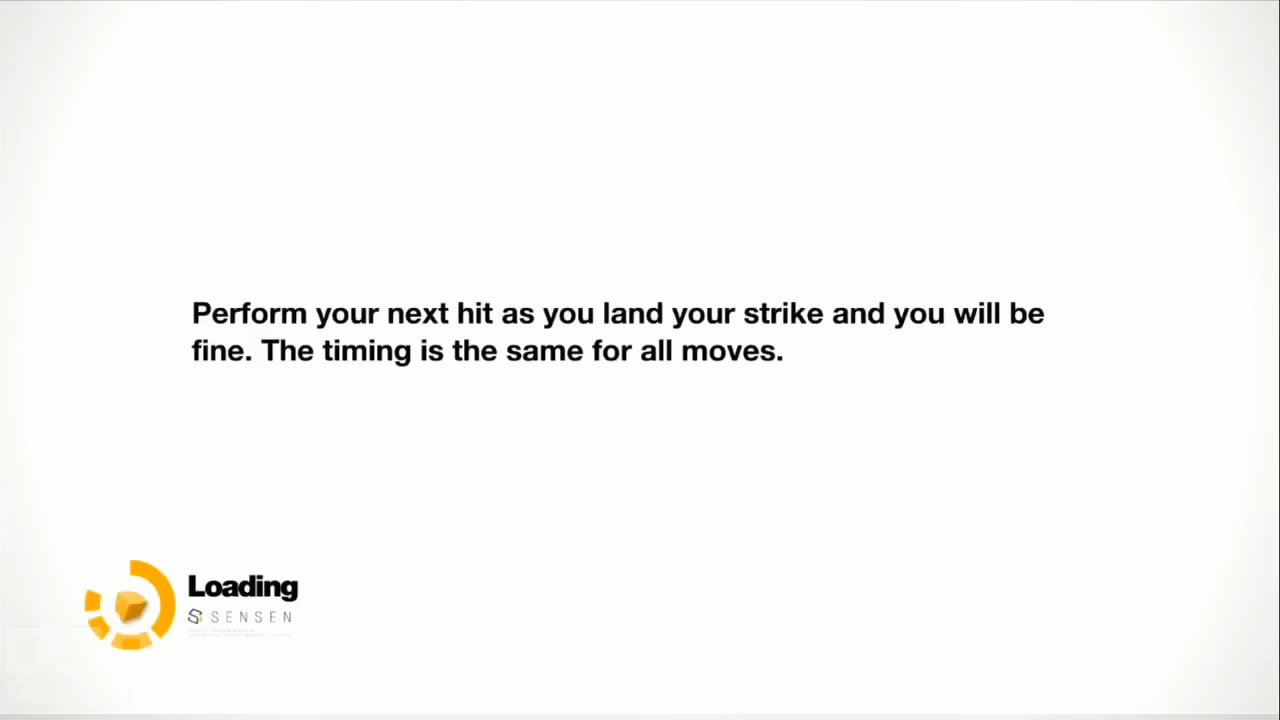 Perform your next hit as you land your strike and you will be
fine. The timing is the same for all moves.
Loading
SENSEN